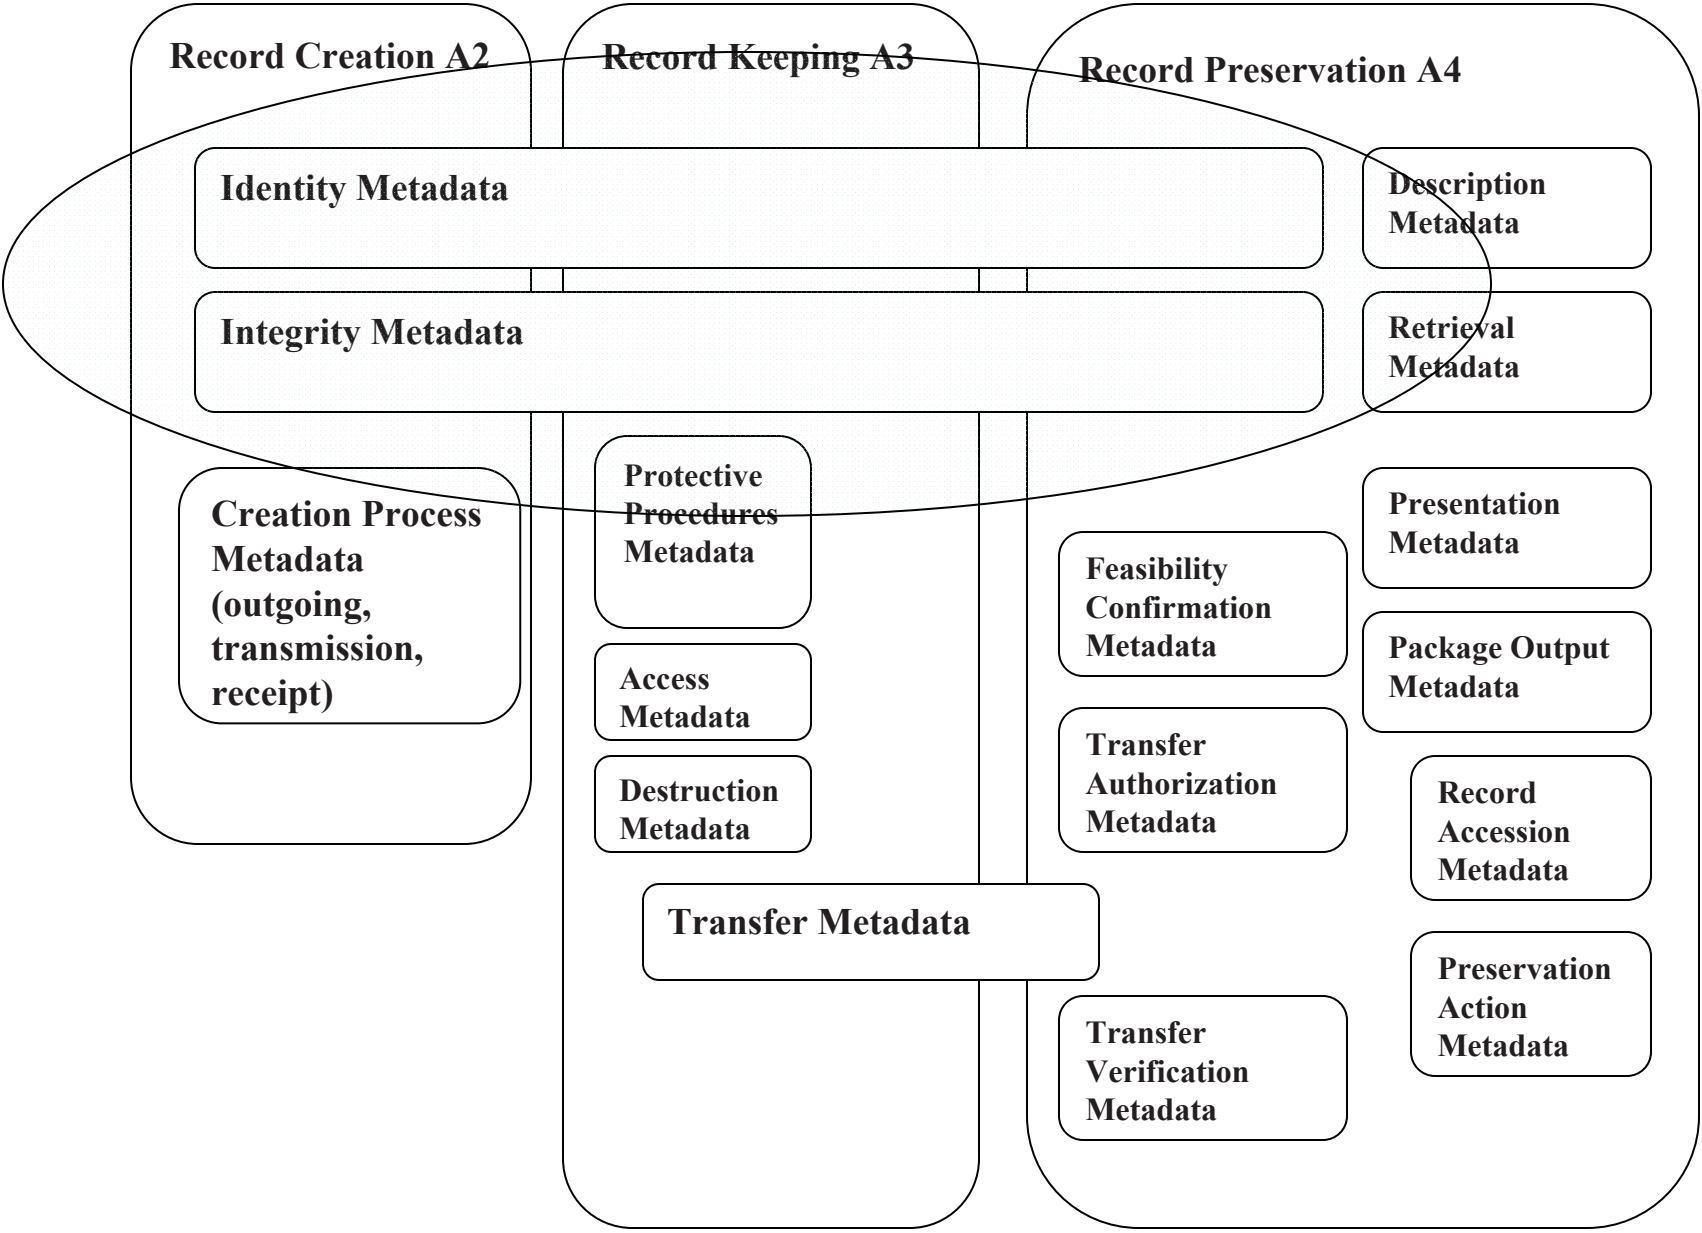 Record Creation A2
Record Keeping A3
Record Preservation A4
Identity Metadata
Description
Metadata
Integrity Metadata
Retrieval
Metadata
Creation Process
Metadata
(outgoing,
transmission,
receipt)
Protective
Procedures
Metadata
Access
Metadata
Destruction
Metadata
Transfer Metadata
Feasibility
Confirmation
Metadata
Transfer
Authorization
Metadata
Transfer
Verification
Metadata
Presentation
Metadata
Package Output
Metadata
Record
Accession
Metadata
Preservation
Action
Metadata